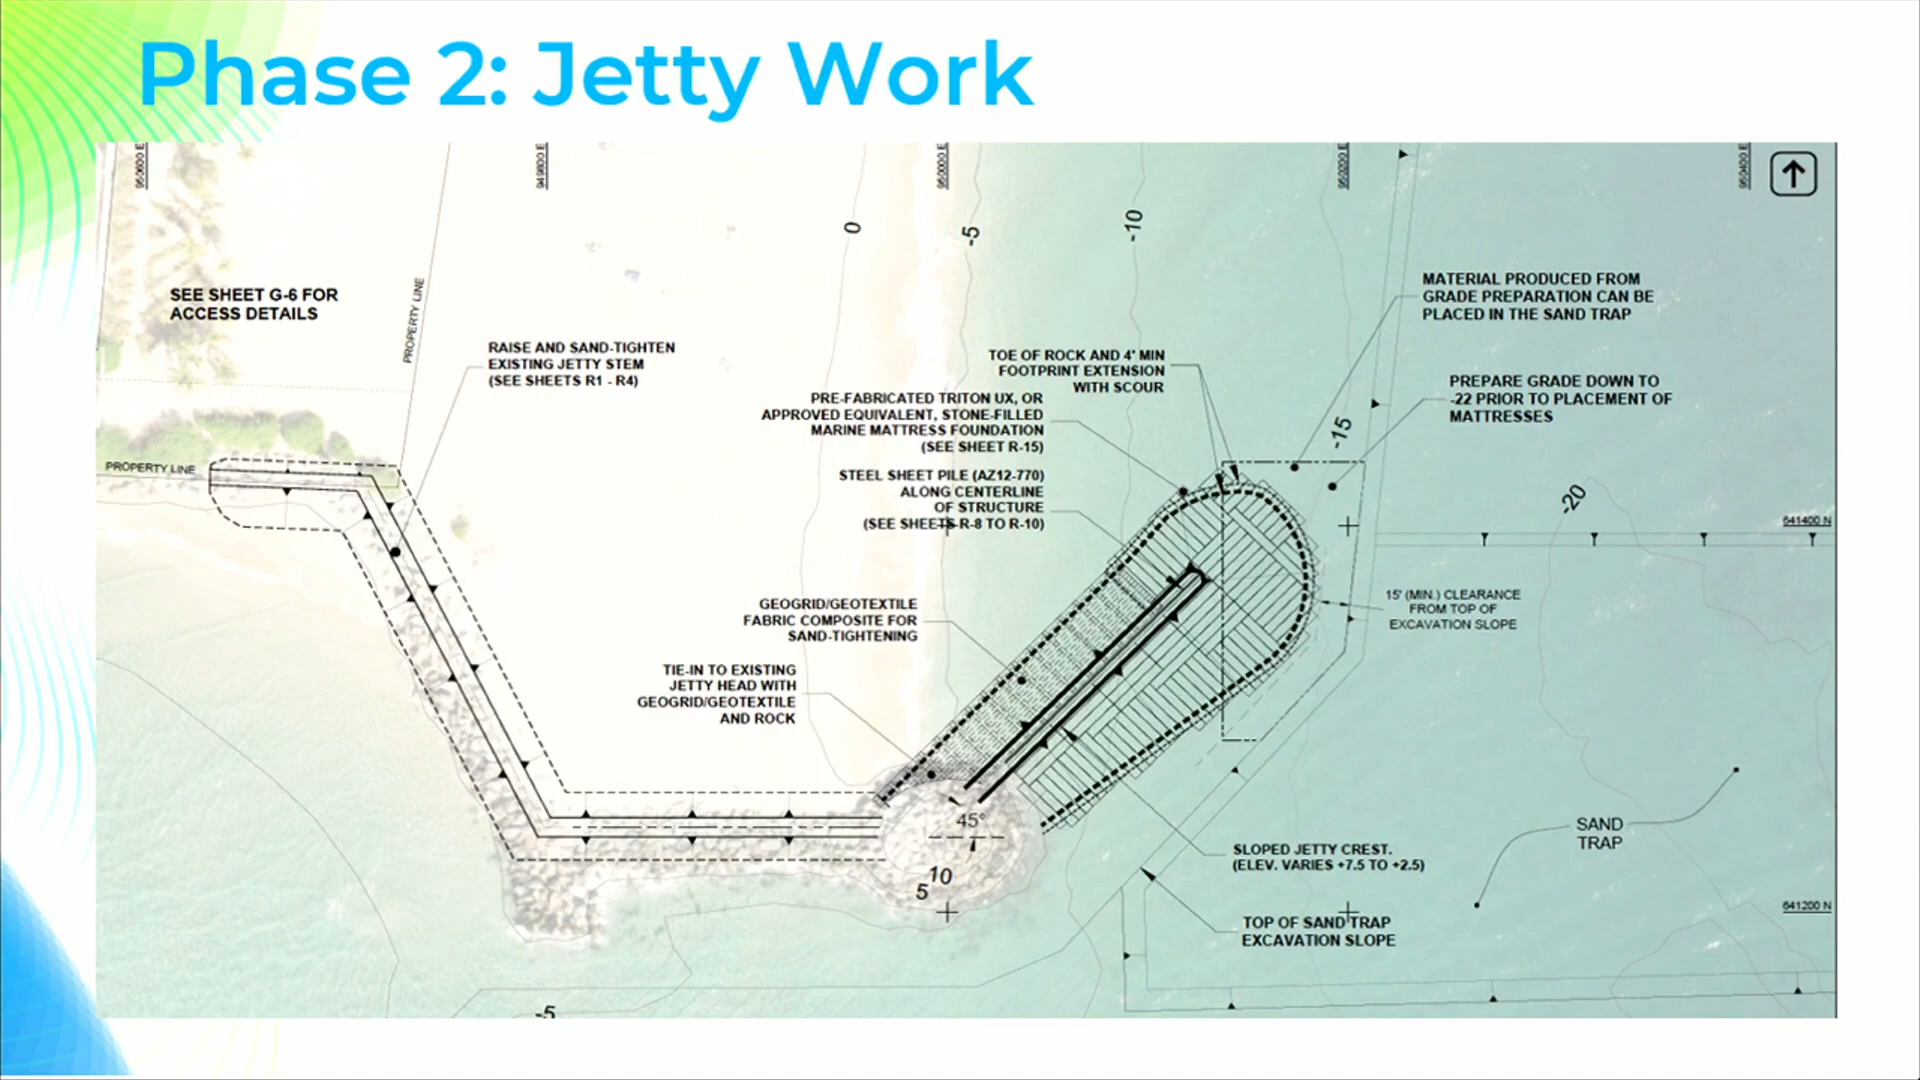 Phase 2: Jetty Work
950600 E
949800 E
950000 E
950200 E
950400 E
0
-5
-10
SEE SHEET G-6 FOR
ACCESS DETAILS
PROPERTY LINE
RAISE AND SAND-TIGHTEN
EXISTING JETTY STEM
(SEE SHEETS R1 - R4)
MATERIAL PRODUCED FROM
GRADE PREPARATION CAN BE
PLACED IN THE SAND TRAP
TOE OF ROCK AND 4' MIN
FOOTPRINT EXTENSION
WITH SCOUR
PREPARE GRADE DOWN TO
-22 PRIOR TO PLACEMENT OF
MATTRESSES
PRE-FABRICATED TRITON UX, OR
APPROVED EQUIVALENT, STONE-FILLED
MARINE MATTRESS FOUNDATION
(SEE SHEET R-15)
-15
PROPERTY LINE
STEEL SHEET PILE (AZ12-770)
ALONG CENTERLINE
OF STRUCTURE
(SEE SHEETS R-8 TO R-10)
-20
641400 N
15' (MIN.) CLEARANCE
FROM TOP OF
EXCAVATION SLOPE
GEOGRID/GEOTEXTILE
FABRIC COMPOSITE FOR
SAND-TIGHTENING
TIE-IN TO EXISTING
JETTY HEAD WITH
GEOGRID/GEOTEXTILE
AND ROCK
45°
10
5
SAND
TRAP
SLOPED JETTY CREST.
(ELEV. VARIES +7.5 TO +2.5)
641200 N
TOP OF SAND TRAP
EXCAVATION SLOPE
-5